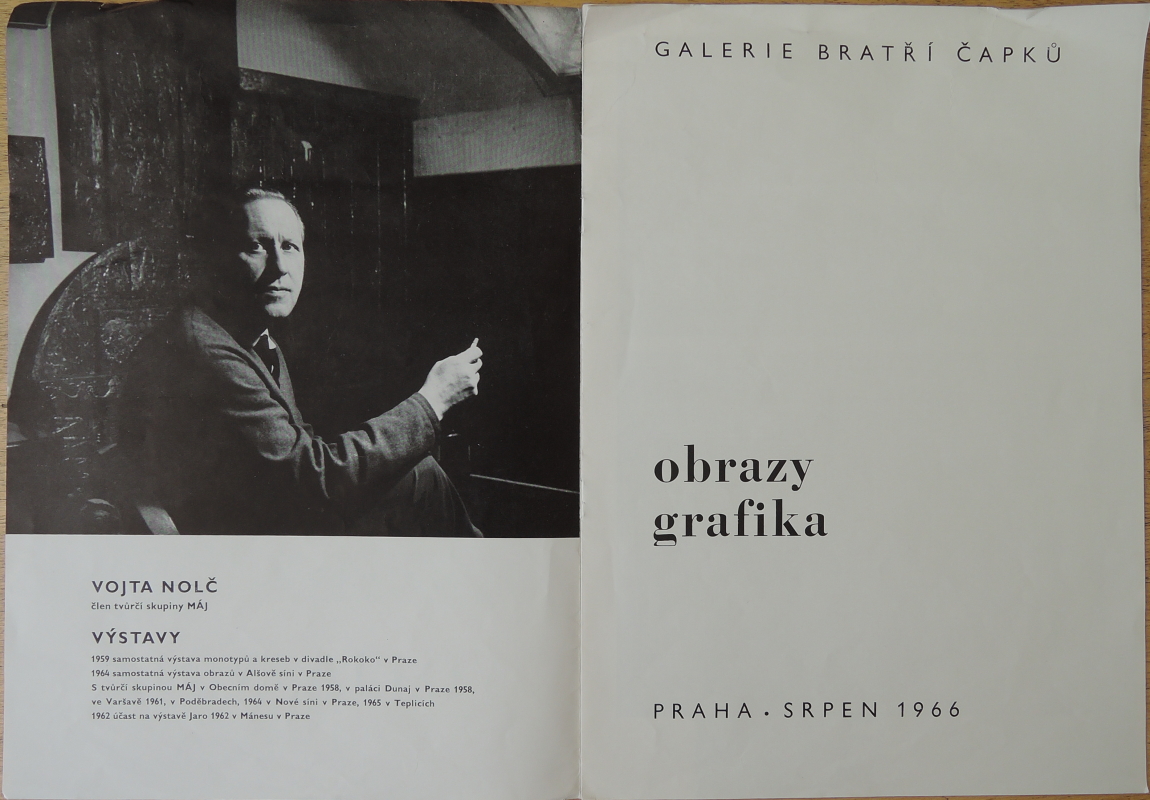 VOJTA NOLČ
člen tvůrčí skupiny MÁJ
VÝSTAVY
1959 samostatná výstava monotypů a kreseb v divadle „Rokoko“ v Praze
1964 samostatná výstava obrazů v Alšově síni v Praze
S tvůrčí skupinou MÁJ v Obecním domě v Praze 1958, v paláci Dunaj v Praze 1958,
ve Varšavě 1961, v Poděbradech, 1964 v Nové síni v Praze, 1965 v Teplicích
1962 účast na výstavě Jaro 1962 v Mánesu v Praze
GALERIE BRATŘÍ ČAPKŮ
obrazy
grafika
PRAHA · SRPEN 1966